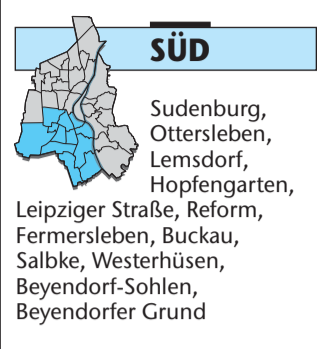 SÜD
Sudenburg,
Ottersleben,
Lemsdorf,
Hopfengarten,
Leipziger Straße, Reform,
Fermersleben, Buckau,
Salbke, Westerhüsen,
Beyendorf-Sohlen,
Beyendorfer Grund